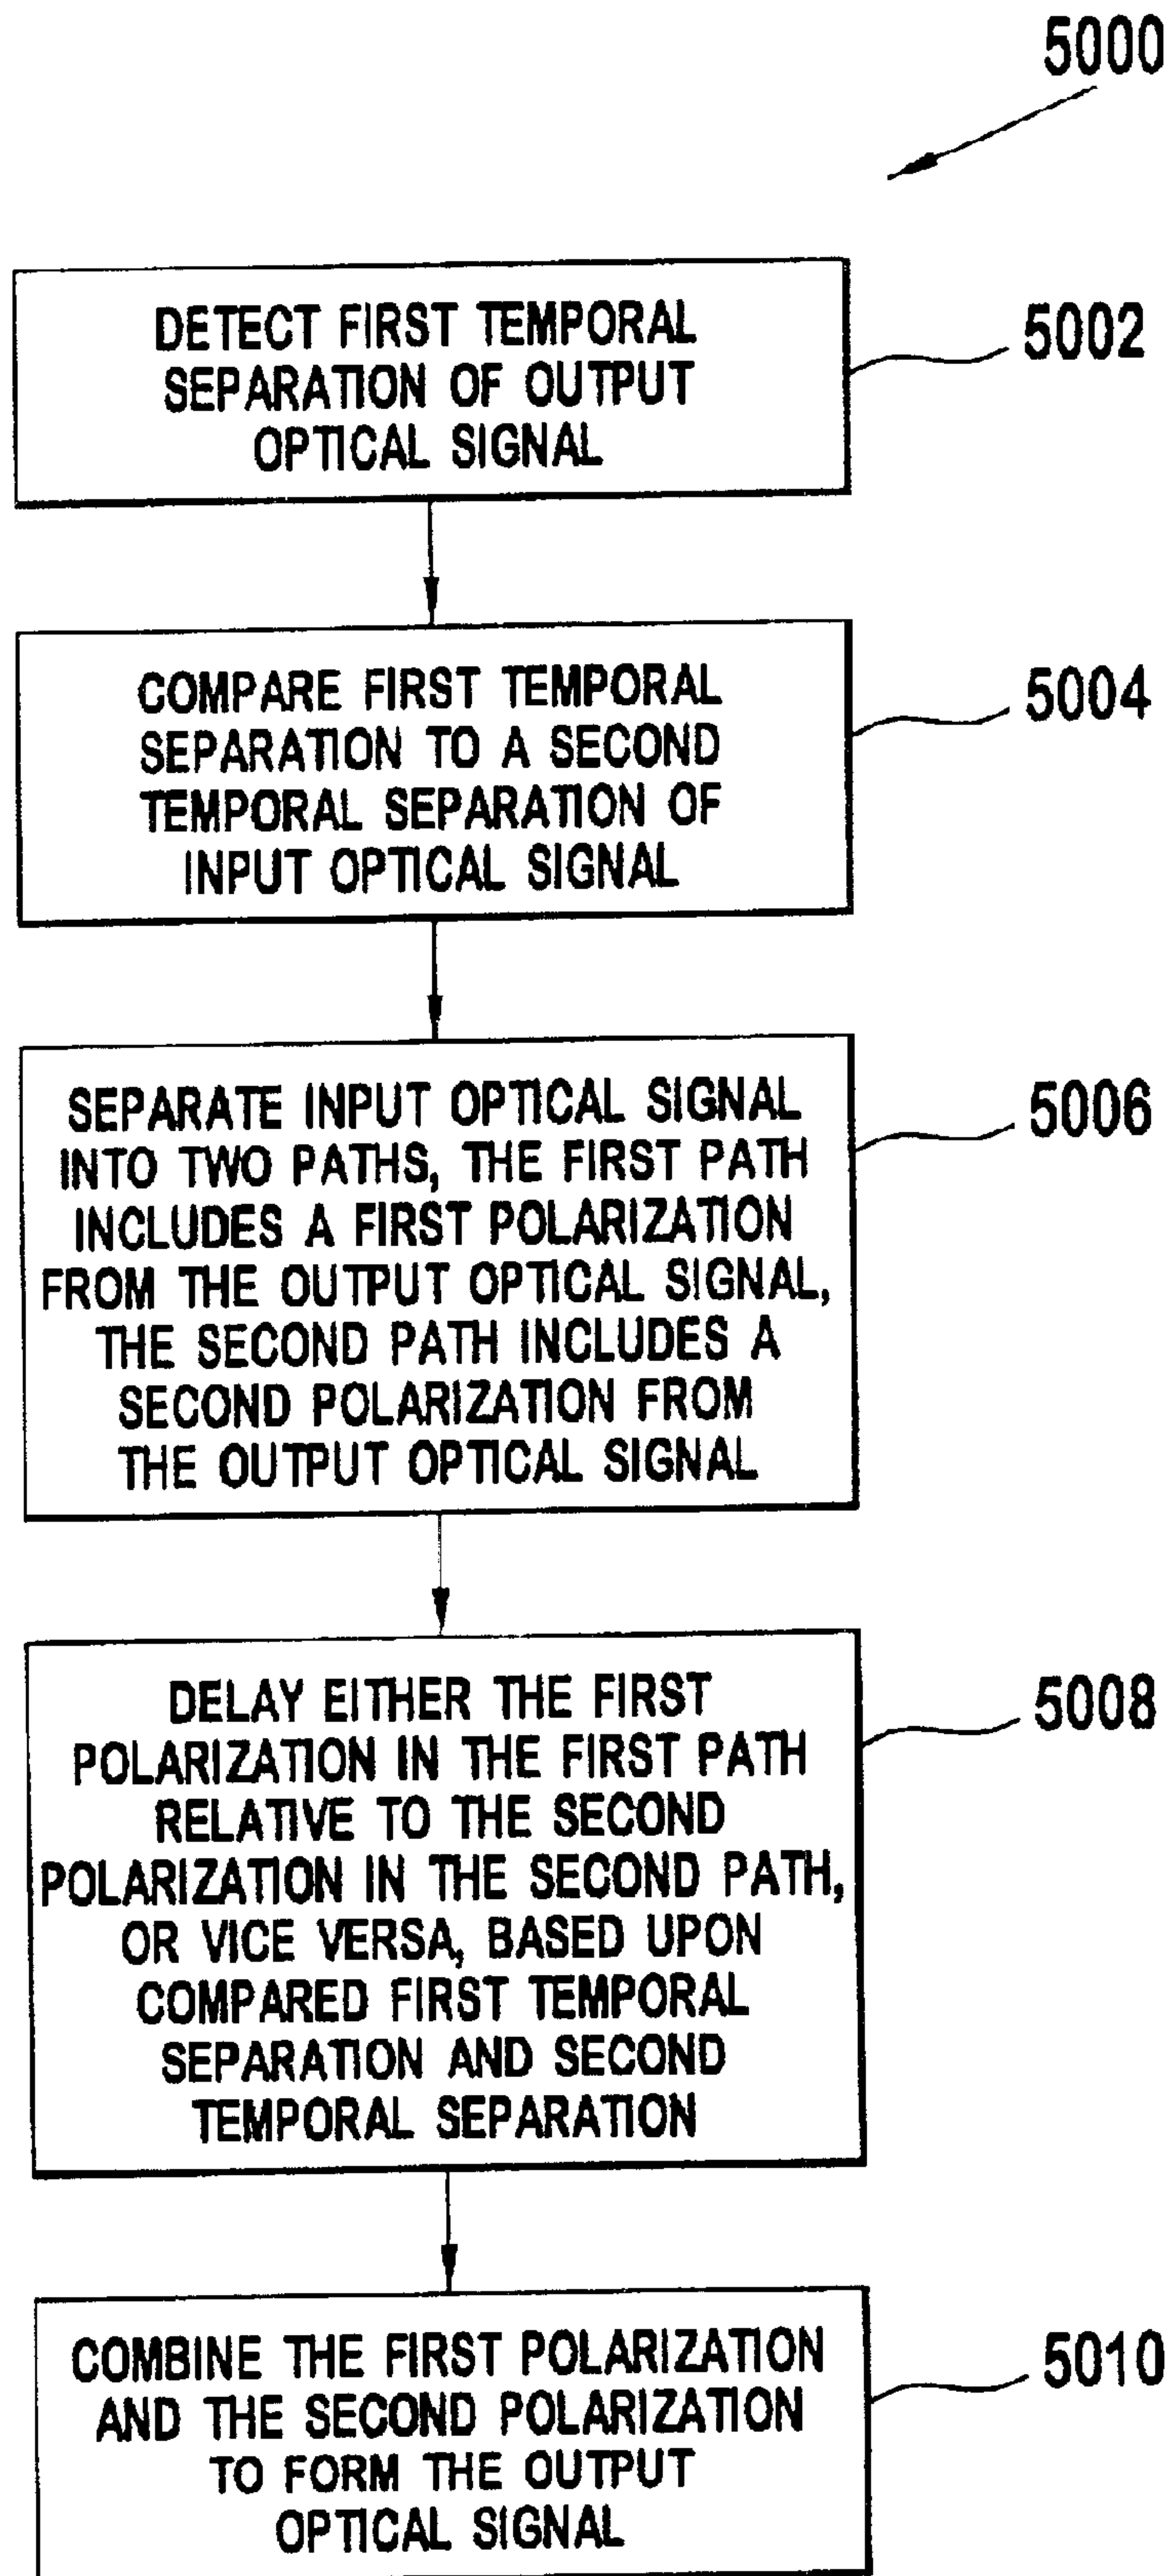 5000
DETECT FIRST TEMPORAL
SEPARATION OF OUTPUT
OPTICAL SIGNAL
5002
COMPARE FIRST TEMPORAL
SEPARATION TO A SECOND
TEMPORAL SEPARATION OF
INPUT OPTICAL SIGNAL
5004
SEPARATE INPUT OPTICAL SIGNAL
INTO TWO PATHS, THE FIRST PATH
INCLUDES A FIRST POLARIZATION
FROM THE OUTPUT OPTICAL SIGNAL,
THE SECOND PATH INCLUDES A
SECOND POLARIZATION FROM
THE OUTPUT OPTICAL SIGNAL
5006
DELAY EITHER THE FIRST
POLARIZATION IN THE FIRST PATH
RELATIVE TO THE SECOND
POLARIZATION IN THE SECOND PATH,
OR VICE VERSA, BASED UPON
COMPARED FIRST TEMPORAL
SEPARATION AND SECOND
TEMPORAL SEPARATION
5008
COMBINE THE FIRST POLARIZATION
AND THE SECOND POLARIZATION
TO FORM THE OUTPUT
OPTICAL SIGNAL
5010